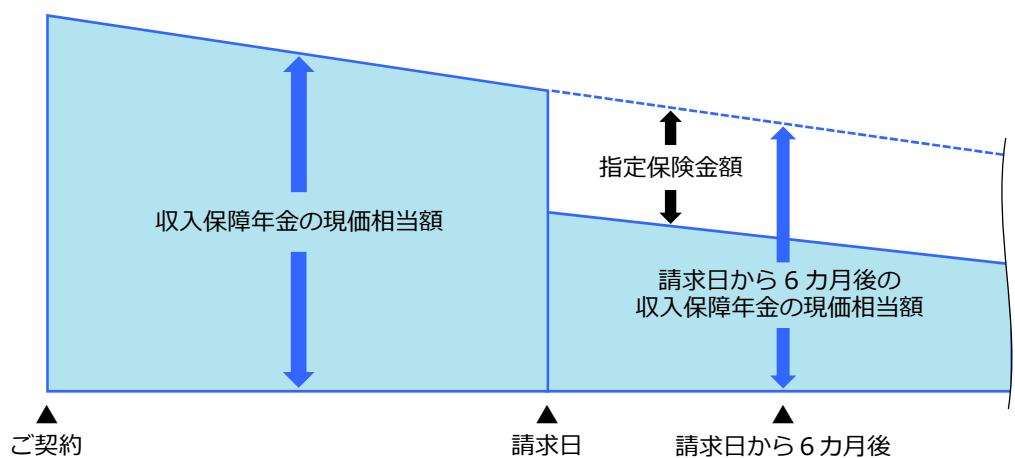 指定保険金額
収入保障年金の現価相当額
請求日から６カ月後の
収入保障年金の現価相当額
▲
▲
▲
ご契約
請求日
請求日から６カ月後